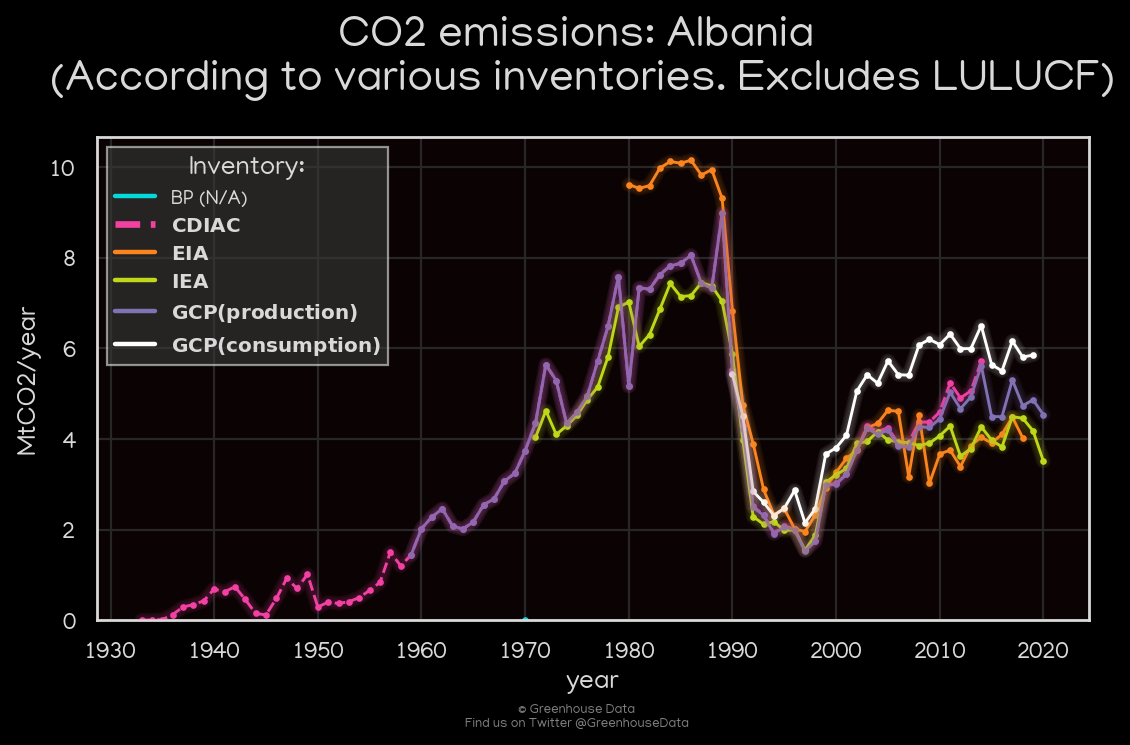 CO2 emissions: Albania
(According to various inventories. Excludes LULUCF)
Inventory:
BP (N/A)
CDIAC
EIA
IEA
GCP(production)
GCP(consumption)
MtCO2/year
10
8
6
4
2
0
1930 1940 1950 1960 1970 1980 1990 2000 2010 2020
year
© Greenhouse Data
Find us on Twitter @GreenhouseData